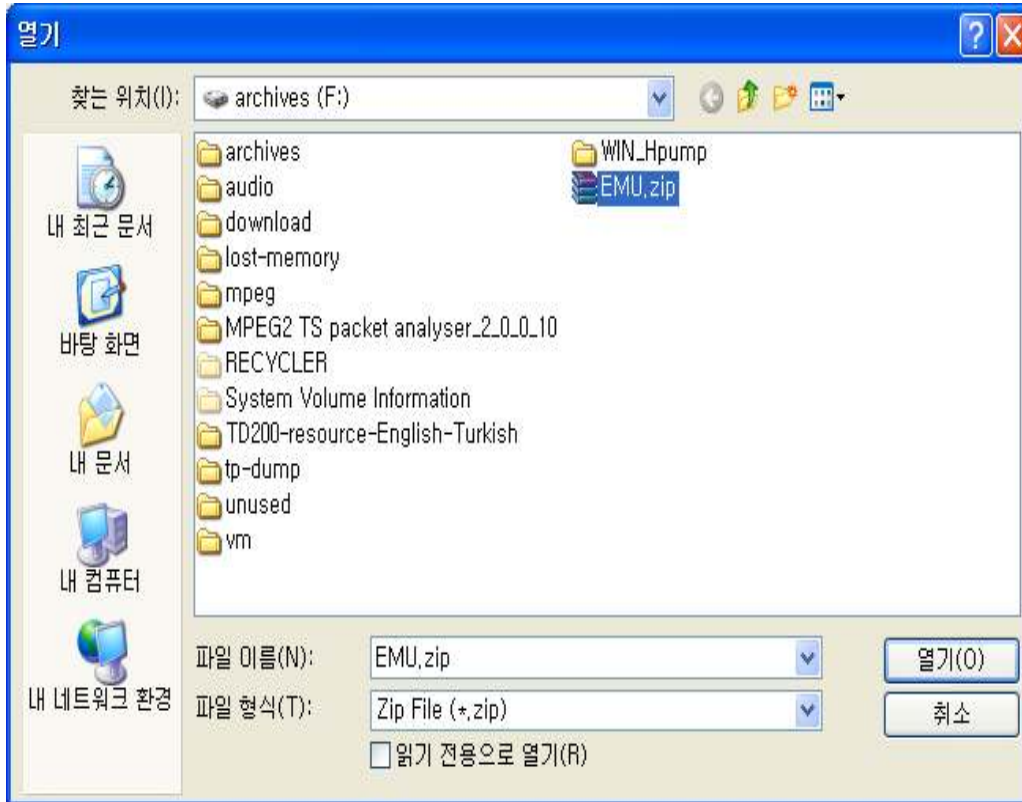 열기
찾는 위치(I):
archives (F:)
내 최근 문서
바탕 화면
내 문서
내 컴퓨터
내 네트워크 환경
archives
audio
download
lost-memory
mpeg
MPEG2 TS packet analyser_2_0_0_10
RECYCLER
System Volume Information
TD200-resource-English-Turkish
tp-dump
unused
vm
WIN_Hpump
EMU.zip
파일 이름(N):
EMU.zip
열기(O)
파일 형식(T):
Zip File (*.zip)
취소
읽기 전용으로 열기(R)